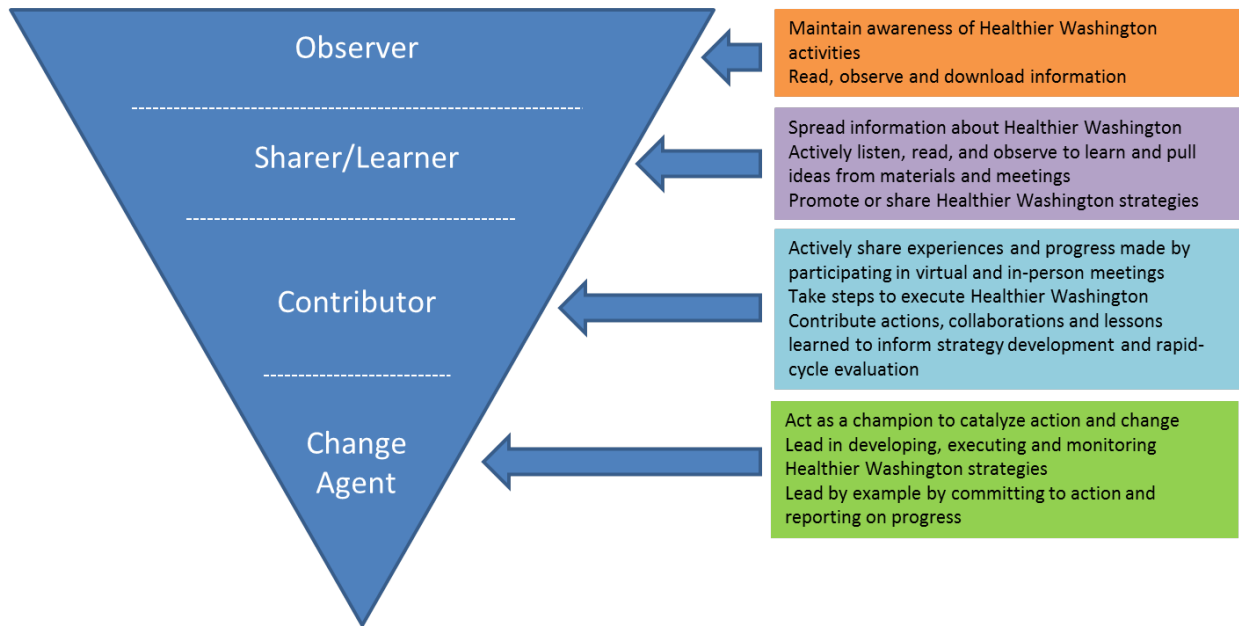 Observer
Maintain awareness of Healthier Washington
activities
Read, observe and download information
Sharer/Learner
Spread information about Healthier Washington
Actively listen, read, and observe to learn and pull
ideas from materials and meetings
Promote or share Healthier Washington strategies
Contributor
Actively share experiences and progress made by
participating in virtual and in-person meetings
Take steps to execute Healthier Washington
Contribute actions, collaborations and lessons
learned to inform strategy development and rapid-
cycle evaluation
Change
Agent
Act as a champion to catalyze action and change
Lead in developing, executing and monitoring
Healthier Washington strategies
Lead by example by committing to action and
reporting on progress